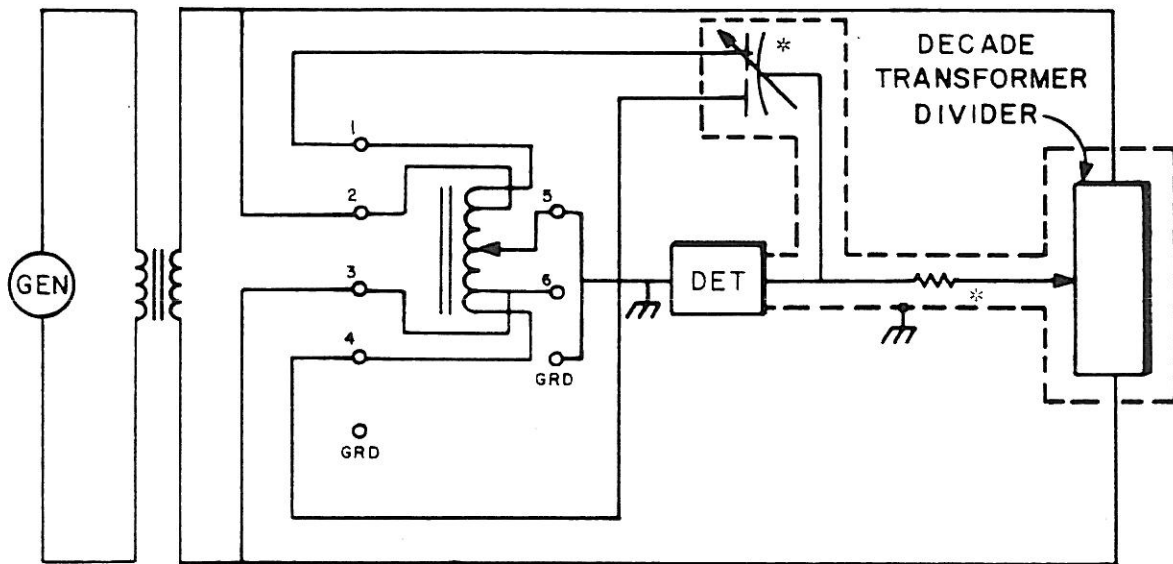 *
DECADE
TRANSFORMER
DIVIDER
1
2
5
GEN
3
6
DET
*
4
GRD
GRD